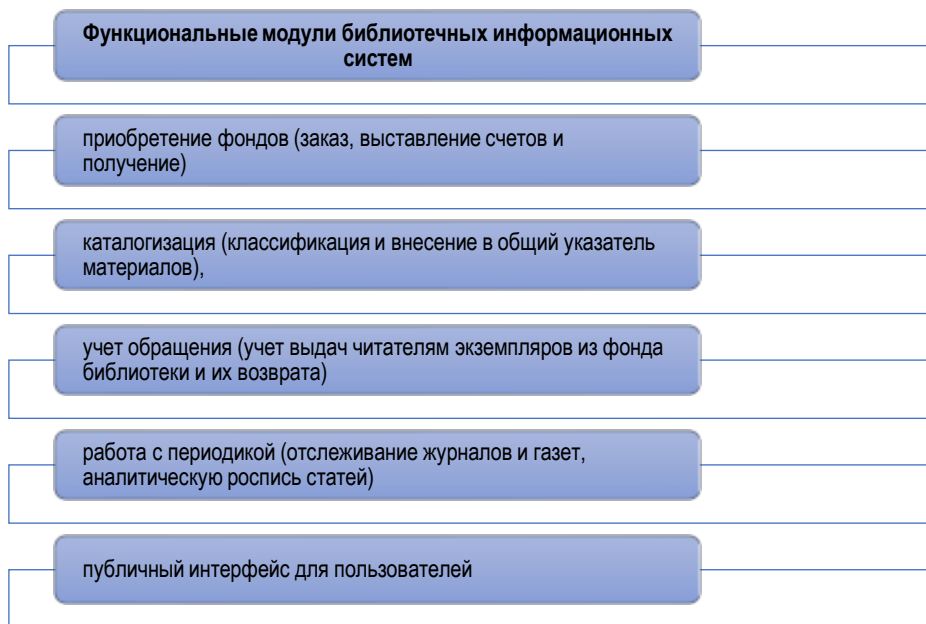 Функциональные модули библиотечных информационных
систем
приобретение фондов (заказ, выставление счетов и
получение)
каталогизация (классификация и внесение в общий указатель
материалов),
учет обращения (учет выдач читателям экземпляров из фонда
библиотеки и их возврата)
работа с периодикой (отслеживание журналов и газет,
аналитическую роспись статей)
публичный интерфейс для пользователей